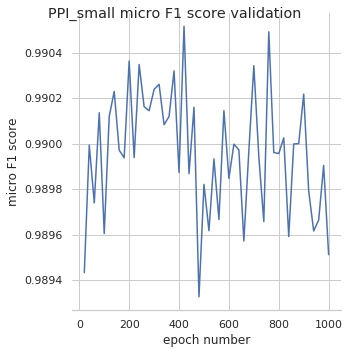 PPI_small micro F1 score validation
micro F1 score
0.9904
0.9902
0.9900
0.9898
0.9896
0.9894
0 200 400 600 800 1000
epoch number